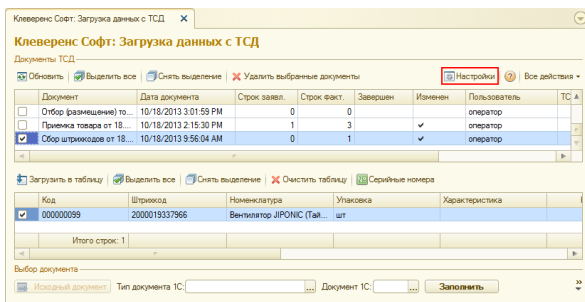 Клеверенс Софт: Загрузка данных с ТСД ×
Клеверенс Софт: Загрузка данных с ТСД
Документы ТСД
Обновить Выделить все Снять выделение Удалить выбранные документы Настройки ? Все действия
Документ Дата документа Строк заявл. Строк Факт. Завершен Изменен Пользователь ТС
Отбор (размещение) то... 10/18/2013 3:01:59 PM 0 0 оператор
Приемка товара от 18.... 10/18/2013 2:15:30 PM 1 3 оператор
Сбор штрихкодов от 18.... 10/18/2013 9:56:04 AM 0 1 оператор
Загрузить в таблицу Выделить все Снять выделение Очистить таблицу Серийные номера
Код Штрихкод Номенклатура Упаковка Характеристика
000000099 2000019337966 Вентилятор JIPONIC (Тай... шт
Итого строк: 1
Выбор документа
Исходный документ Тип документа 1С: ... Документ 1С: ... Заполнить